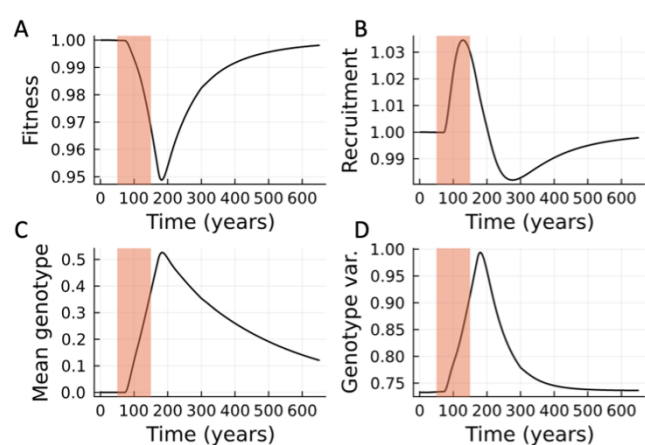 A
1.00
0.99
0.98
0.97
0.96
0.95
Fitness
0 100 200 300 400 500 600
Time (years)
B
1.03
1.02
1.01
1.00
0.99
Recruitment
0 100 200 300 400 500 600
Time (years)
C
0.5
0.4
0.3
0.2
0.1
0.0
Mean genotype
0 100 200 300 400 500 600
Time (years)
D
1.00
0.95
0.90
0.85
0.80
0.75
Genotype var.
0 100 200 300 400 500 600
Time (years)